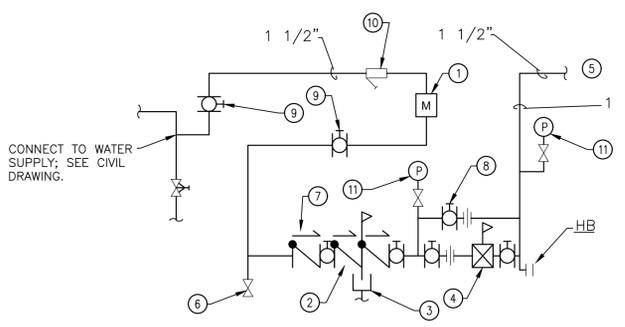 10
1 1/2"
1 1/2"
5
1
M
9
9
1
P
11
CONNECT TO WATER
SUPPLY; SEE CIVIL
DRAWING.
P
8
11
7
HB
6
2
3
4